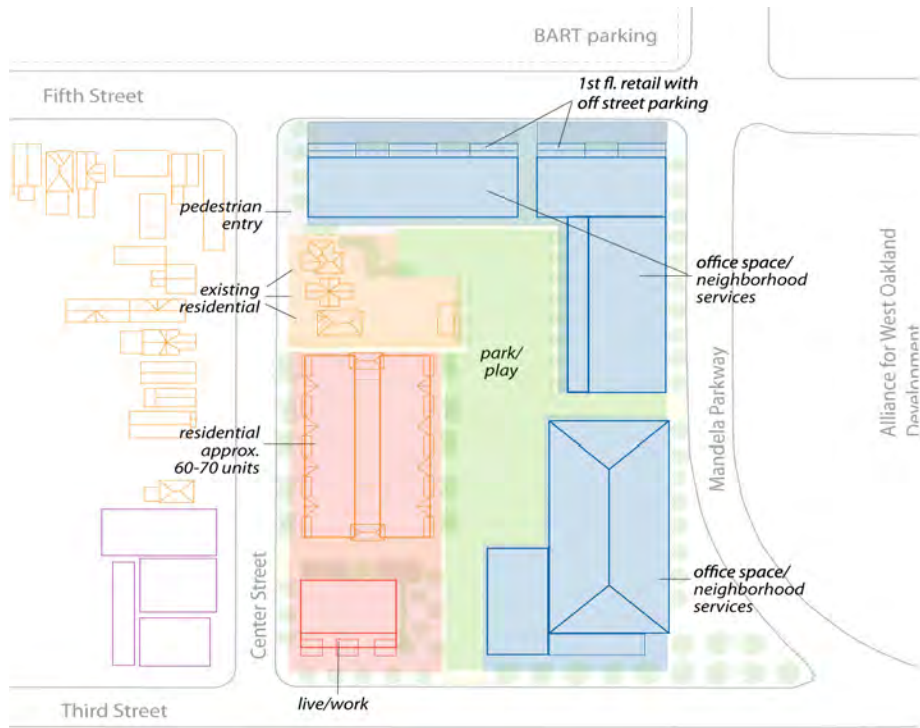 BART parking
1st fl. retail with
off street parking
Fifth Street
pedestrian
entry
office space/
neighborhood
services
existing
residential
park/
play
Mandela Parkway
Alliance for West Oakland
Development
residential
approx.
60-70 units
Center Street
office space/
neighborhood
services
live/work
Third Street